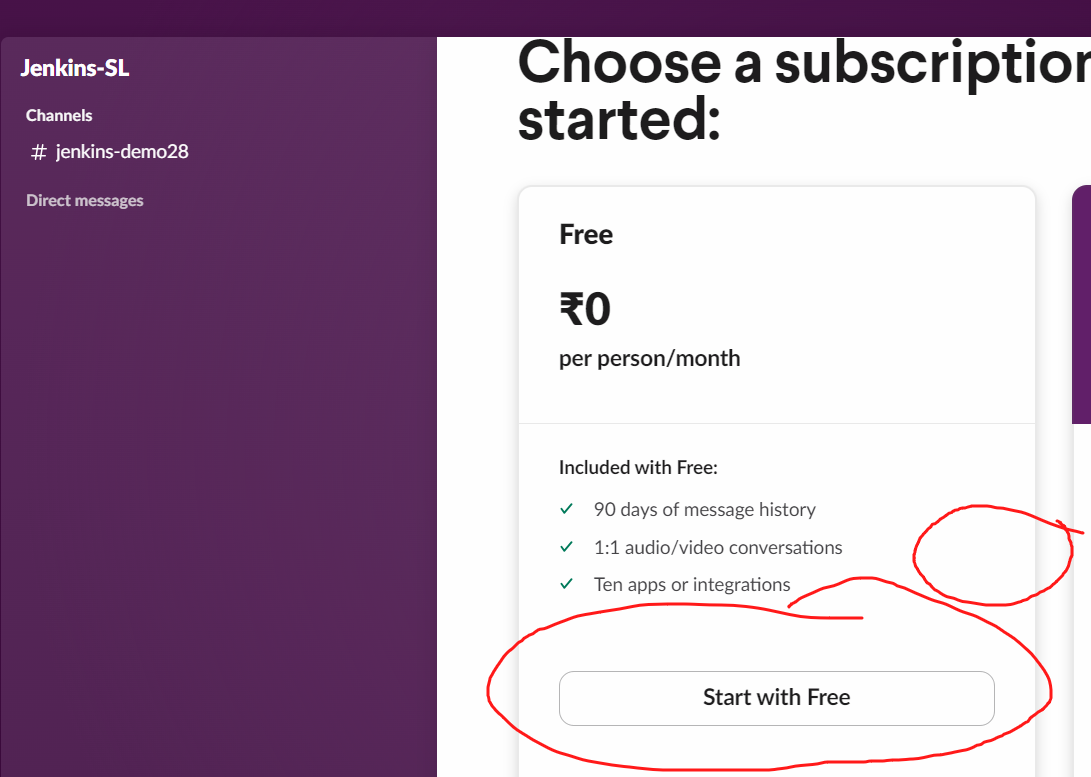 Jenkins-SL
Channels
# jenkins-demo28
Direct messages
Choose a subscription
started:
Free
₹0
per person/month
Included with Free:
90 days of message history
1:1 audio/video conversations
Ten apps or integrations
Start with Free